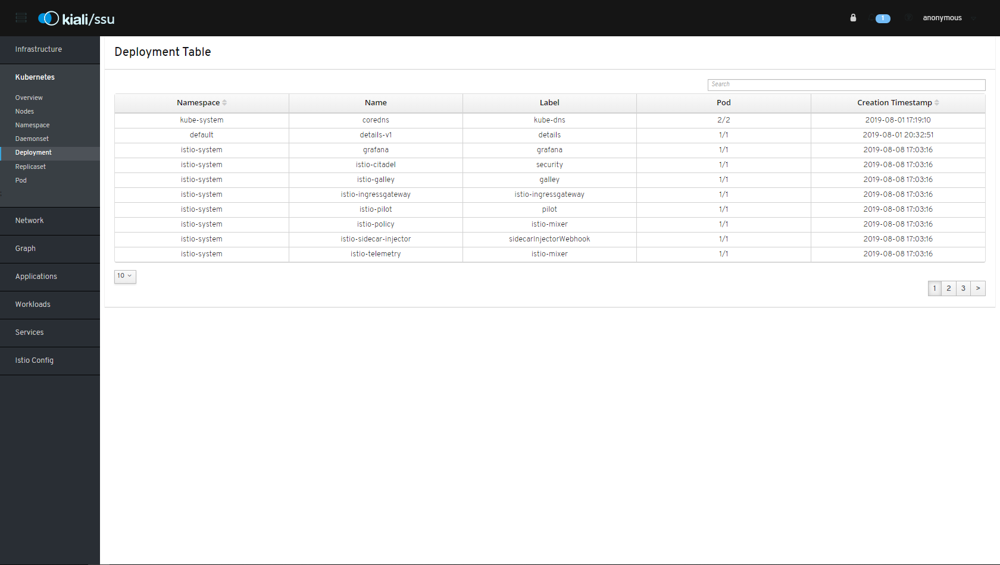 kiali/ssu
1
anonymous
Infrastructure
Kubernetes
Overview
Nodes
Namespace
Daemonset
Deployment
Replicaset
Pod
Network
Graph
Applications
Workloads
Services
Istio Config
Deployment Table
Search
Namespace Name Label Pod Creation Timestamp
kube-system coredns kube-dns 2/2 2019-08-01 17:19:10
default details-v1 details 1/1 2019-08-01 20:32:51
istio-system grafana grafana 1/1 2019-08-08 17:03:16
istio-system istio-citadel security 1/1 2019-08-08 17:03:16
istio-system istio-galley galley 1/1 2019-08-08 17:03:16
istio-system istio-ingressgateway istio-ingressgateway 1/1 2019-08-08 17:03:16
istio-system istio-pilot pilot 1/1 2019-08-08 17:03:16
istio-system istio-policy istio-mixer 1/1 2019-08-08 17:03:16
istio-system istio-sidecar-injector sidecarInjectorWebhook 1/1 2019-08-08 17:03:16
istio-system istio-telemetry istio-mixer 1/1 2019-08-08 17:03:16
10
1 2 3 >